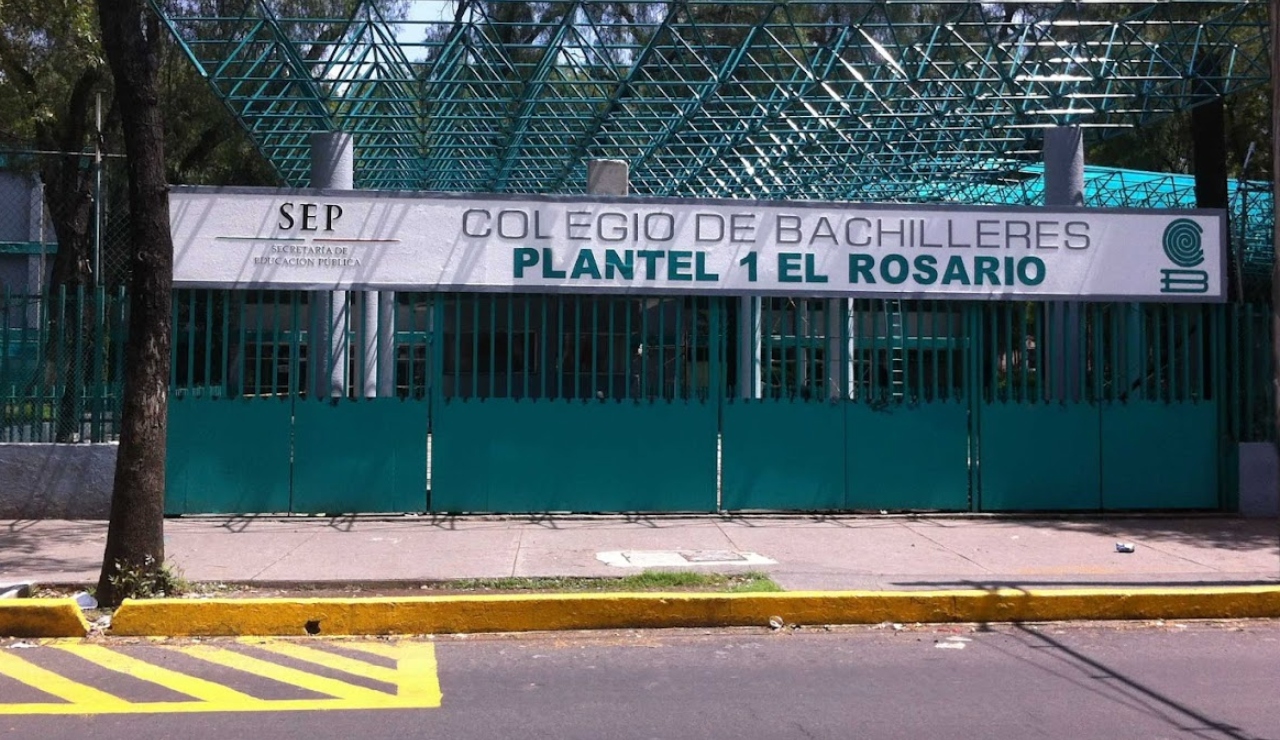 SEP
SECRETARÍA DE
EDUCACIÓN PÚBLICA
COLEGIO DE BACHILLERES
PLANTEL 1 EL ROSARIO
B